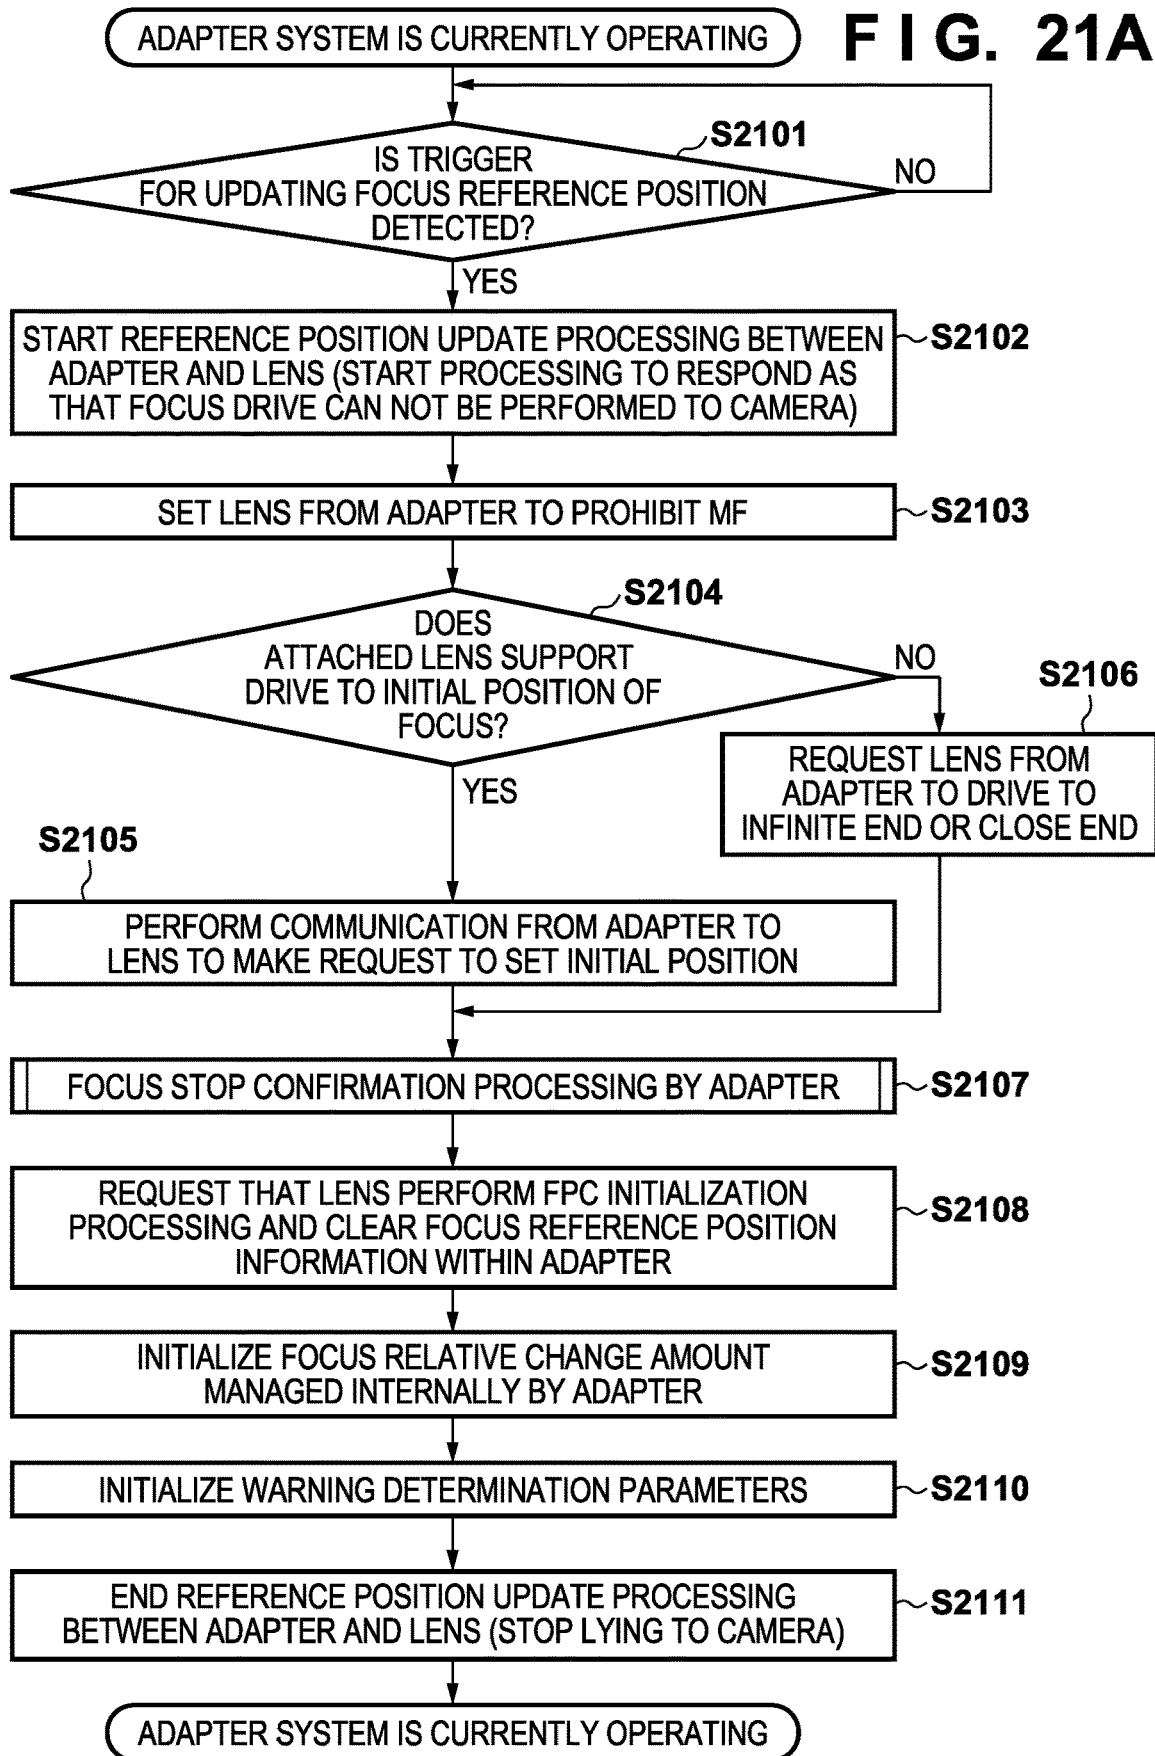 ADAPTER SYSTEM IS CURRENTLY OPERATING
F I G. 21A
S2101
IS TRIGGER
FOR UPDATING FOCUS REFERENCE POSITION
DETECTED?
NO
YES
START REFERENCE POSITION UPDATE PROCESSING BETWEEN
ADAPTER AND LENS (START PROCESSING TO RESPOND AS
THAT FOCUS DRIVE CAN NOT BE PERFORMED TO CAMERA)
S2102
SET LENS FROM ADAPTER TO PROHIBIT MF
S2103
S2104
DOES
ATTACHED LENS SUPPORT
DRIVE TO INITIAL POSITION OF
FOCUS?
NO
S2106
REQUEST LENS FROM
ADAPTER TO DRIVE TO
INFINITE END OR CLOSE END
YES
S2105
PERFORM COMMUNICATION FROM ADAPTER TO
LENS TO MAKE REQUEST TO SET INITIAL POSITION
FOCUS STOP CONFIRMATION PROCESSING BY ADAPTER
S2107
REQUEST THAT LENS PERFORM FPC INITIALIZATION
PROCESSING AND CLEAR FOCUS REFERENCE POSITION
INFORMATION WITHIN ADAPTER
S2108
INITIALIZE FOCUS RELATIVE CHANGE AMOUNT
MANAGED INTERNALLY BY ADAPTER
S2109
INITIALIZE WARNING DETERMINATION PARAMETERS
S2110
END REFERENCE POSITION UPDATE PROCESSING
BETWEEN ADAPTER AND LENS (STOP LYING TO CAMERA)
S2111
ADAPTER SYSTEM IS CURRENTLY OPERATING